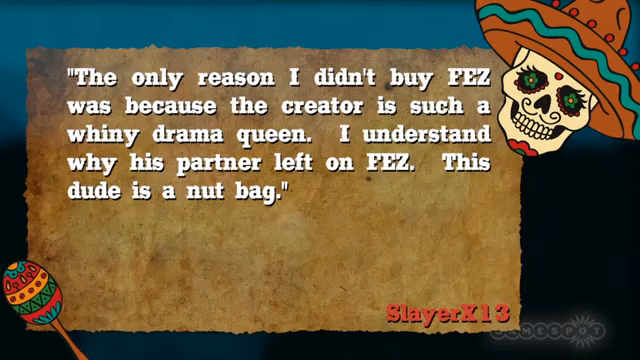 "The only reason I didn't buy FEZ
was because the creator is such a
whiny drama queen. I understand
why his partner left on FEZ. This
dude is a nut bag."
SlayerX13
GAMESPOT